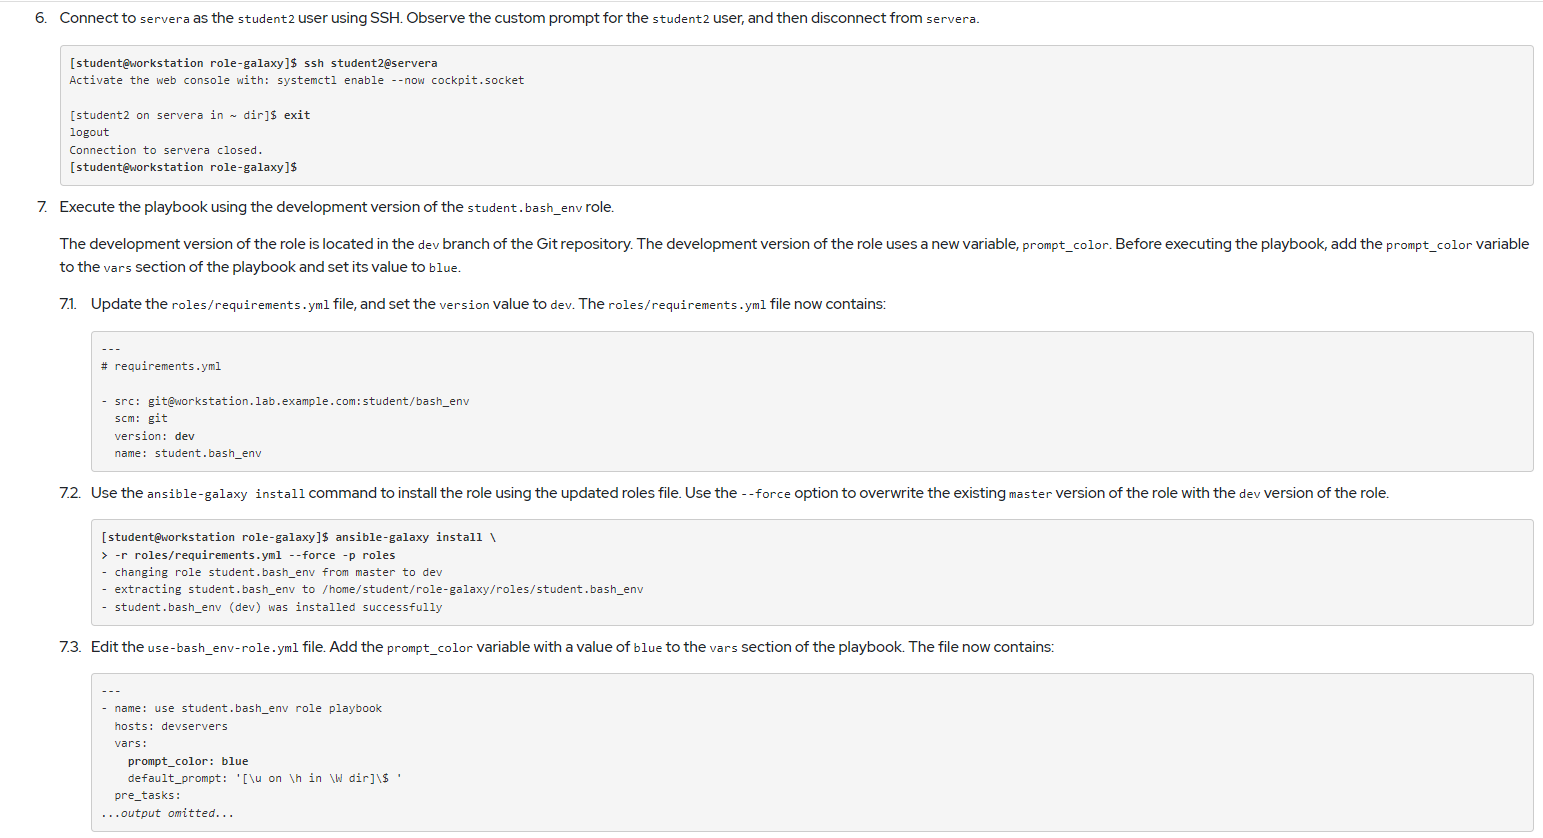 6. Connect to servera as the student2 user using SSH. Observe the custom prompt for the student2 user, and then disconnect from servera.
[student@workstation role-galaxy]$ ssh student2@servera
Activate the web console with: systemctl enable --now cockpit.socket
[student2 on servera in ~ dir]$ exit
logout
Connection to servera closed.
[student@workstation role-galaxy]$
7. Execute the playbook using the development version of the student.bash_env role.
The development version of the role is located in the dev branch of the Git repository. The development version of the role uses a new variable, prompt_color. Before executing the playbook, add the prompt_color variable
to the vars section of the playbook and set its value to blue.
7.1. Update the roles/requirements.yml file, and set the version value to dev. The roles/requirements.yml file now contains:
---
# requirements.yml
- src: git@workstation.lab.example.com:student/bash_env
  scm: git
  version: dev
  name: student.bash_env
7.2. Use the ansible-galaxy install command to install the role using the updated roles file. Use the --force option to overwrite the existing master version of the role with the dev version of the role.
[student@workstation role-galaxy]$ ansible-galaxy install \
> -r roles/requirements.yml --force -p roles
- changing role student.bash_env from master to dev
- extracting student.bash_env to /home/student/role-galaxy/roles/student.bash_env
- student.bash_env (dev) was installed successfully
7.3. Edit the use-bash_env-role.yml file. Add the prompt_color variable with a value of blue to the vars section of the playbook. The file now contains:
---
- name: use student.bash_env role playbook
  hosts: devservers
  vars:
    prompt_color: blue
    default_prompt: '[\u on \h in \W dir]\$ '
  pre_tasks:
...output omitted...